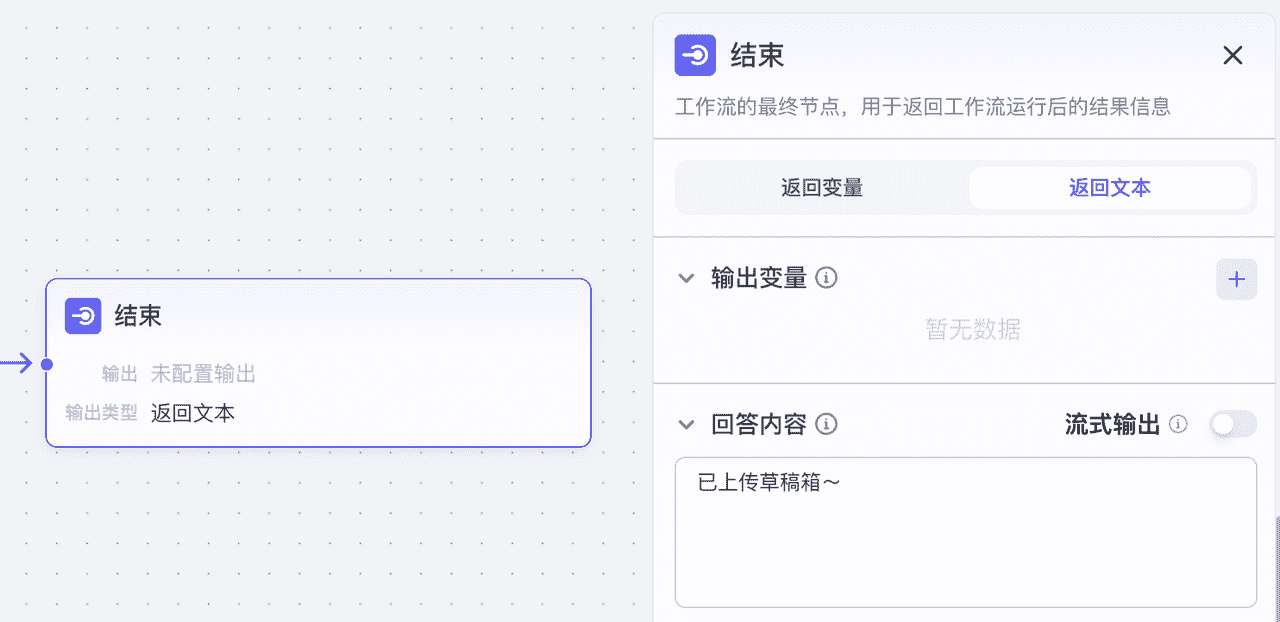 结束
输出 未配置输出
输出类型 返回文本
结束
工作流的最终节点，用于返回工作流运行后的结果信息
返回变量 返回文本
输出变量
暂无数据
回答内容 流式输出
已上传草稿箱～